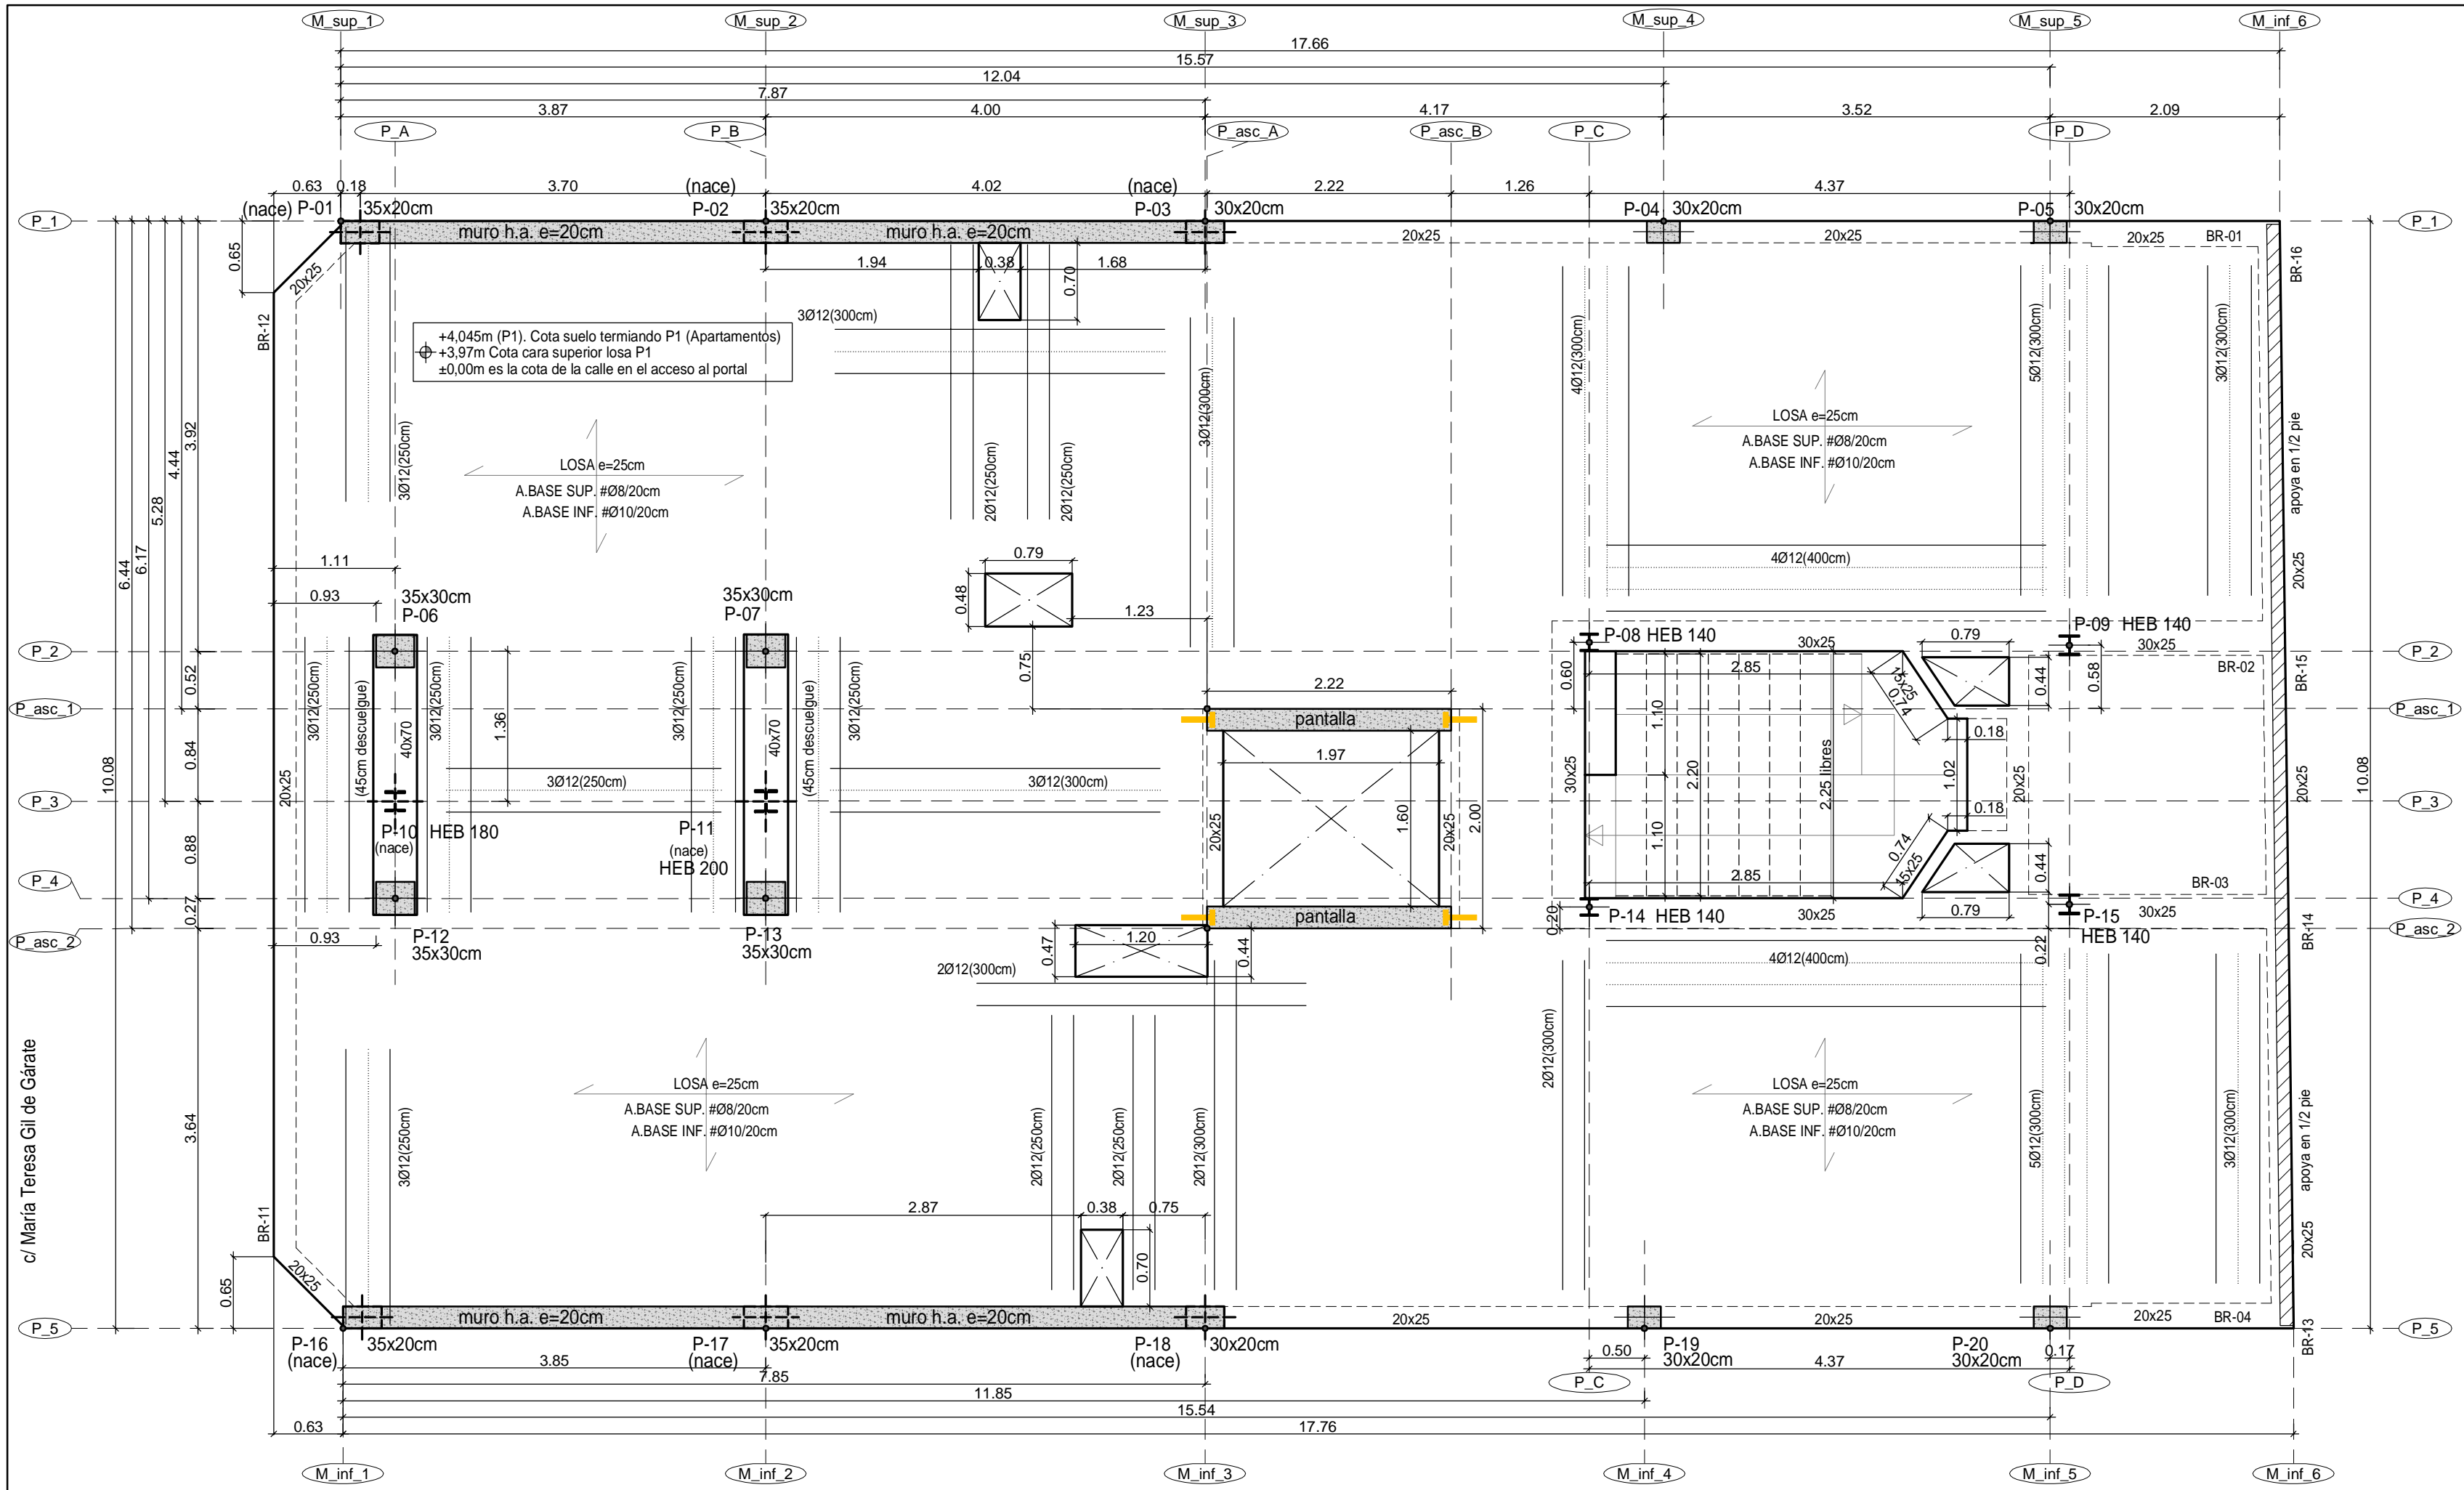 M_sup_1
M_sup_2
M_sup_3
M_sup_4
M_sup_5
M_inf_6
17.66
15.57
12.04
7.87
3.87
4.00
4.17
3.52
2.09
P_A
P_B
P_asc_A
P_asc_B
P_C
P_D
0.63
0.18
3.70
(nace)
4.02
(nace)
2.22
1.26
4.37
P_1
(nace) P-01
35x20cm
P-02
35x20cm
P-03
30x20cm
P-04
30x20cm
P-05
30x20cm
P_1
muro h.a. e=20cm
muro h.a. e=20cm
20x25
20x25
20x25
BR-01
BR-16
0.65
20x25
1.94
0.38
1.68
0.70
BR-12
3Ø12(300cm)
+4,045m (P1). Cota suelo termiando P1 (Apartamentos)
+3,97m Cota cara superior losa P1
±0,00m es la cota de la calle en el acceso al portal
3Ø12(250cm)
2Ø12(250cm)
2Ø12(250cm)
3Ø12(300cm)
4Ø12(300cm)
5Ø12(300cm)
3Ø12(300cm)
LOSA e=25cm
A.BASE SUP. #Ø8/20cm
A.BASE INF. #Ø10/20cm
LOSA e=25cm
A.BASE SUP. #Ø8/20cm
A.BASE INF. #Ø10/20cm
apoya en 1/2 pie
20x25
3.92
4.44
5.28
6.17
6.44
10.08
1.11
0.93
35x30cm
P-06
35x30cm
P-07
0.79
0.48
1.23
0.75
4Ø12(400cm)
P_2
P-08 HEB 140
30x25
0.79
P-09 HEB 140
30x25
P_2
BR-02
BR-15
0.52
0.60
2.85
15x25
0.74
0.44
0.58
P_asc_1
2.22
P_asc_1
pantalla
3Ø12(250cm)
(45cm descuelgue)
40x70
3Ø12(250cm)
1.36
3Ø12(250cm)
40x70
(45cm descuelgue)
3Ø12(250cm)
0.84
20x25
3Ø12(250cm)
3Ø12(300cm)
1.97
1.60
20x25
20x25
2.00
30x25
1.10
2.20
1.10
2.25 libres
0.18
1.02
0.18
20x25
20x25
10.08
P_3
P_3
P-10 HEB 180
(nace)
P-11
(nace)
HEB 200
0.88
0.74
15x25
2.85
0.44
0.79
BR-03
P_4
P_4
0.27
pantalla
0.20
P-14 HEB 140
30x25
P-15
HEB 140
30x25
P_asc_2
0.93
P-12
35x30cm
P-13
35x30cm
0.47
1.20
0.44
0.22
P_asc_2
BR-14
2Ø12(300cm)
4Ø12(400cm)
c/ María Teresa Gil de Gárate
3.64
3Ø12(250cm)
LOSA e=25cm
A.BASE SUP. #Ø8/20cm
A.BASE INF. #Ø10/20cm
2Ø12(250cm)
2Ø12(250cm)
2Ø12(300cm)
2Ø12(300cm)
LOSA e=25cm
A.BASE SUP. #Ø8/20cm
A.BASE INF. #Ø10/20cm
5Ø12(300cm)
3Ø12(300cm)
apoya en 1/2 pie
20x25
BR-11
20x25
0.65
2.87
0.38
0.75
0.70
P_5
muro h.a. e=20cm
muro h.a. e=20cm
20x25
20x25
20x25
BR-04
BR-13
P_5
P-16
(nace)
35x20cm
P-17
(nace)
35x20cm
P-18
(nace)
30x20cm
P-19
30x20cm
P-20
30x20cm
0.50
4.37
0.17
3.85
7.85
P_C
P_D
11.85
15.54
0.63
17.76
M_inf_1
M_inf_2
M_inf_3
M_inf_4
M_inf_5
M_inf_6